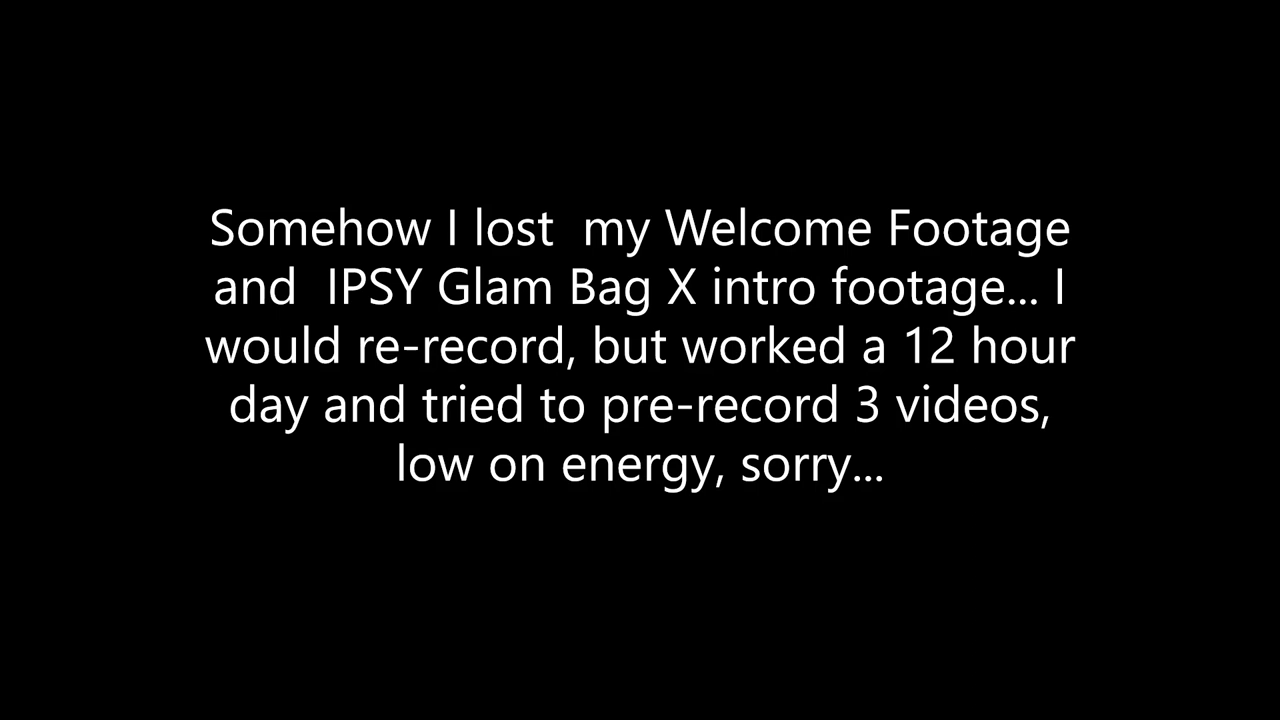 Somehow I lost  my Welcome Footage
and  IPSY Glam Bag X intro footage... I
would re-record, but worked a 12 hour
day and tried to pre-record 3 videos,
low on energy, sorry...